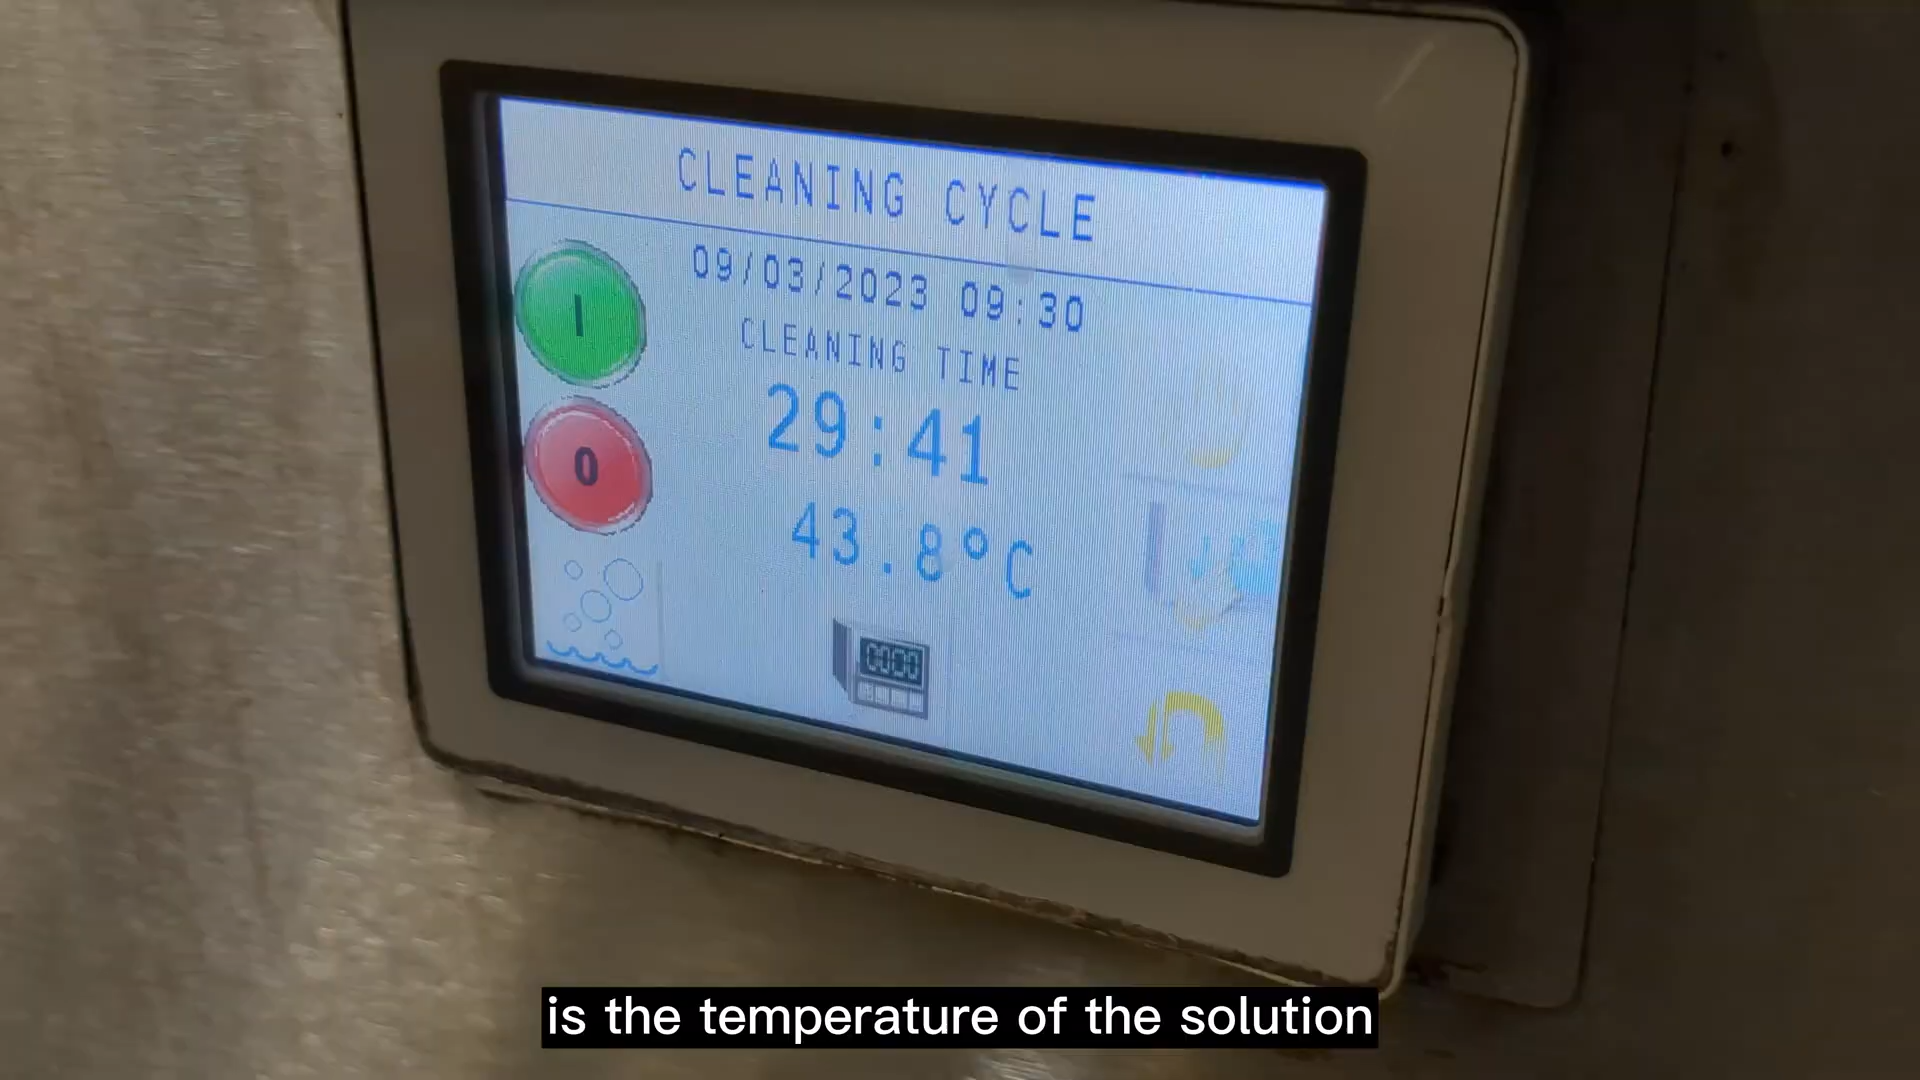 CLEANING CYCLE
09/03/2023 09:30
CLEANING TIME
29:41
43.8°C
I
0
is the temperature of the solution